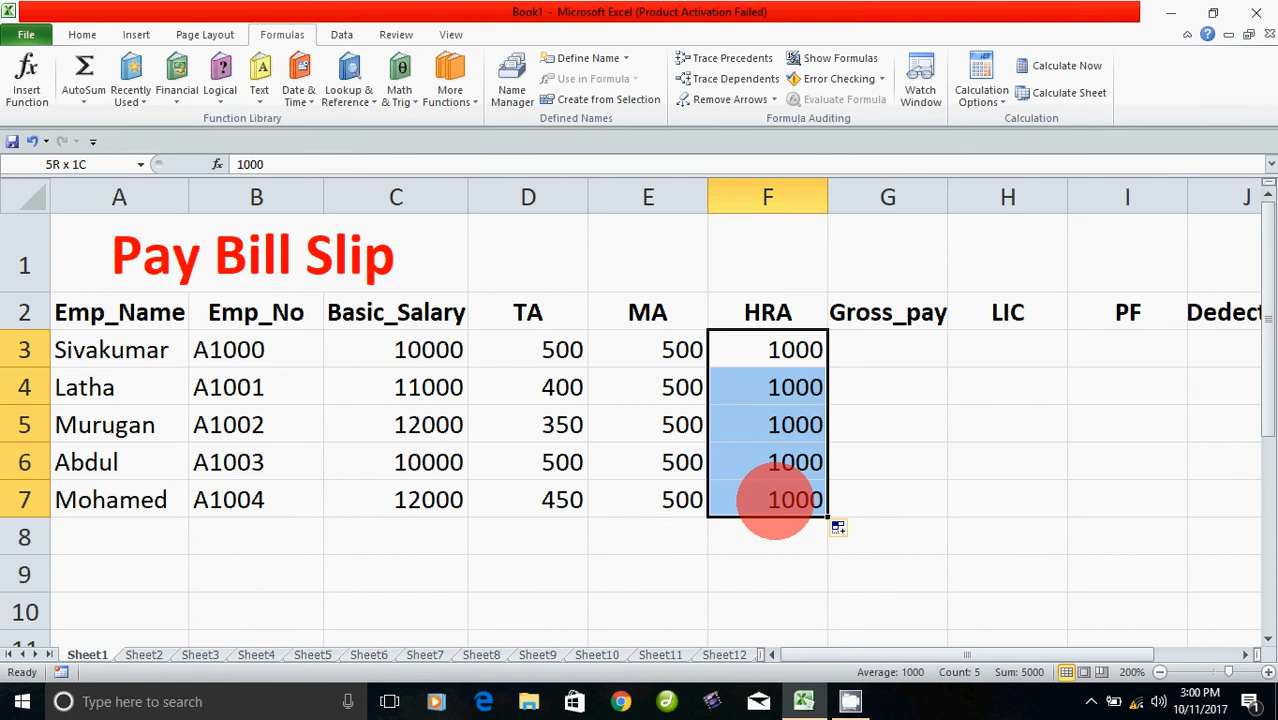 Book1 - Microsoft Excel (Product Activation Failed)
File Home Insert Page Layout Formulas Data Review View
Insert Function
AutoSum
Recently Used
Financial
Logical
Text
Date & Time
Lookup & Reference
Math & Trig
More Functions
Function Library
Name Manager
Define Name
Use in Formula
Create from Selection
Defined Names
Trace Precedents
Trace Dependents
Remove Arrows
Show Formulas
Error Checking
Evaluate Formula
Formula Auditing
Watch Window
Calculation Options
Calculate Now
Calculate Sheet
Calculation
5R x 1C fx 1000
A B C D E F G H I J
1 Pay Bill Slip
2 Emp_Name Emp_No Basic_Salary TA MA HRA Gross_pay LIC PF Dedect
3 Sivakumar A1000 10000 500 500 1000
4 Latha A1001 11000 400 500 1000
5 Murugan A1002 12000 350 500 1000
6 Abdul A1003 10000 500 500 1000
7 Mohamed A1004 12000 450 500 1000
8
9
10
11
Sheet1 Sheet2 Sheet3 Sheet4 Sheet5 Sheet6 Sheet7 Sheet8 Sheet9 Sheet10 Sheet11 Sheet12
Ready Average: 1000 Count: 5 Sum: 5000 200%
Type here to search 3:00 PM
10/11/2017